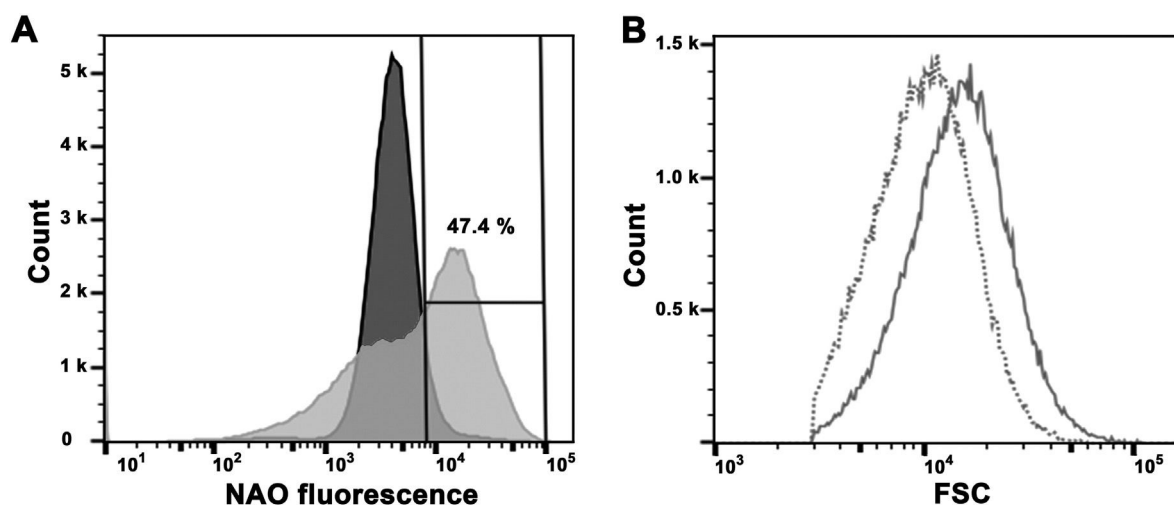 A
Count
5 k
4 k
3 k
2 k
1 k
0
47.4 %
10¹ 10² 10³ 10⁴ 10⁵
NAO fluorescence
B
Count
1.5 k
1.0 k
0.5 k
10³ 10⁴ 10⁵
FSC